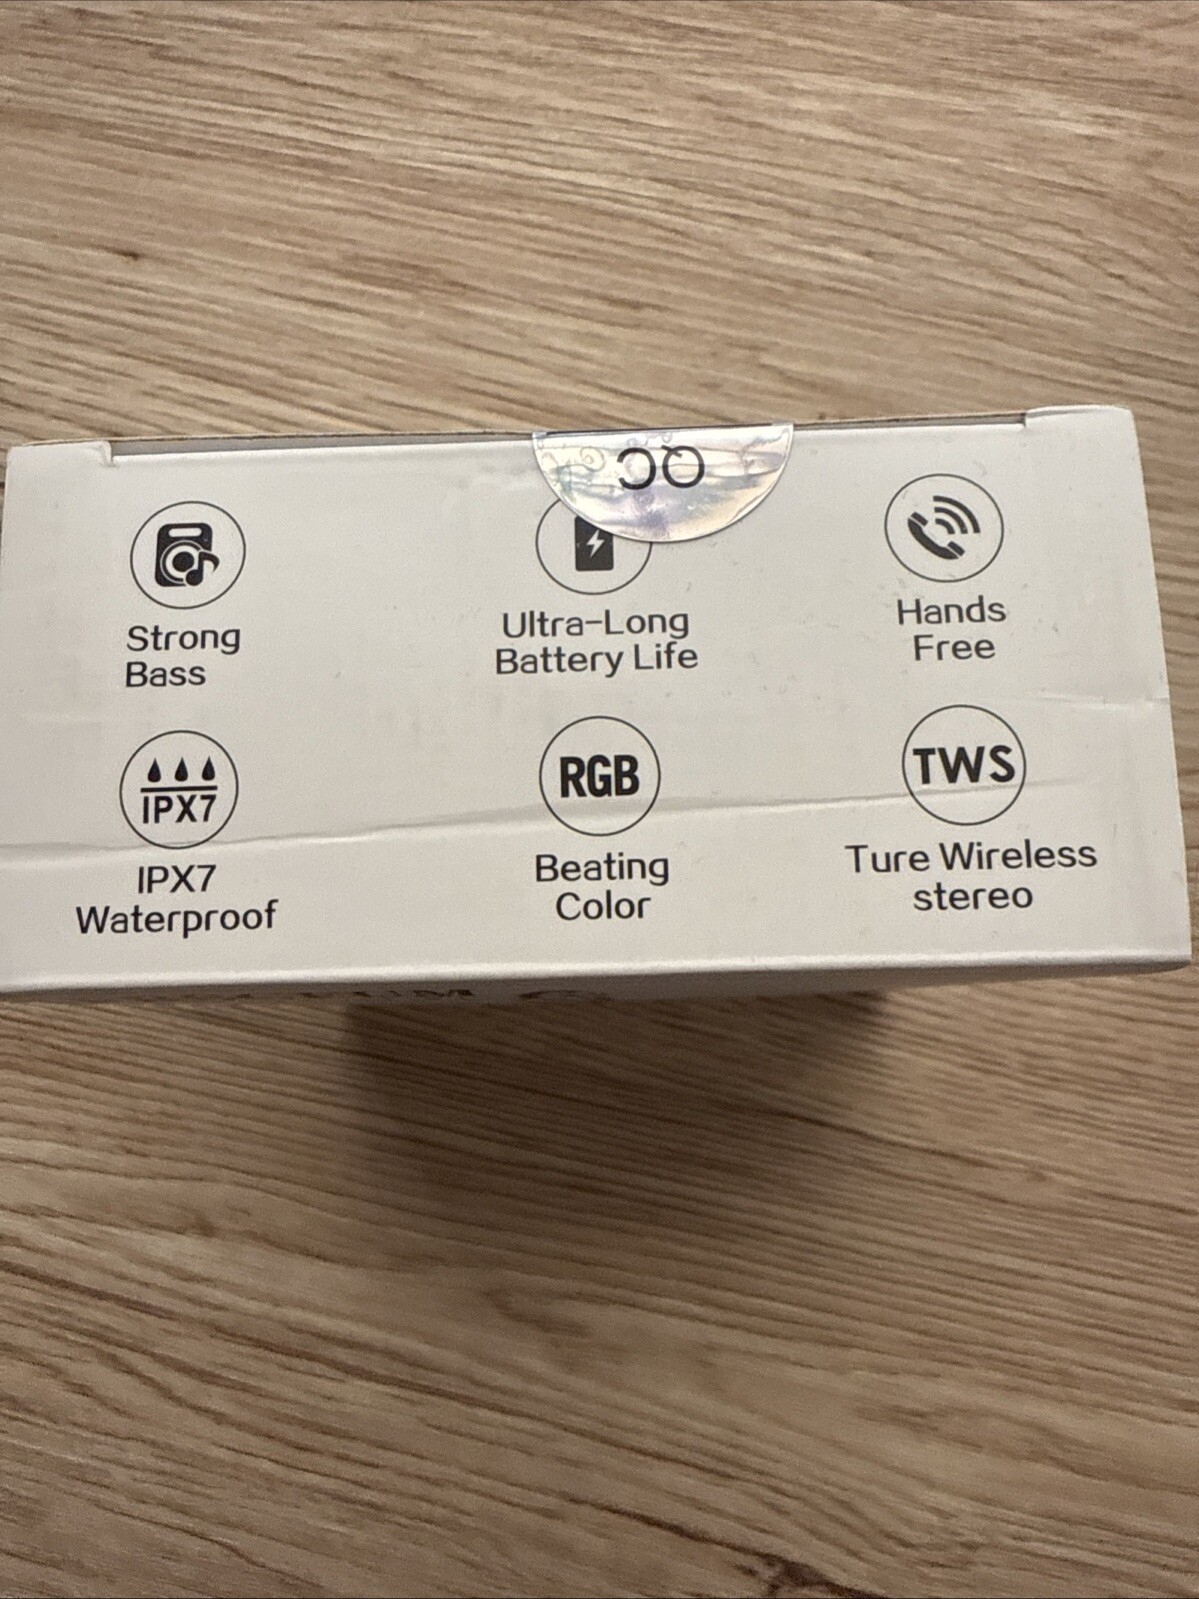 QC
Strong
Bass
Ultra-Long
Battery Life
Hands
Free
IPX7
IPX7
Waterproof
RGB
Beating
Color
TWS
Ture Wireless
stereo